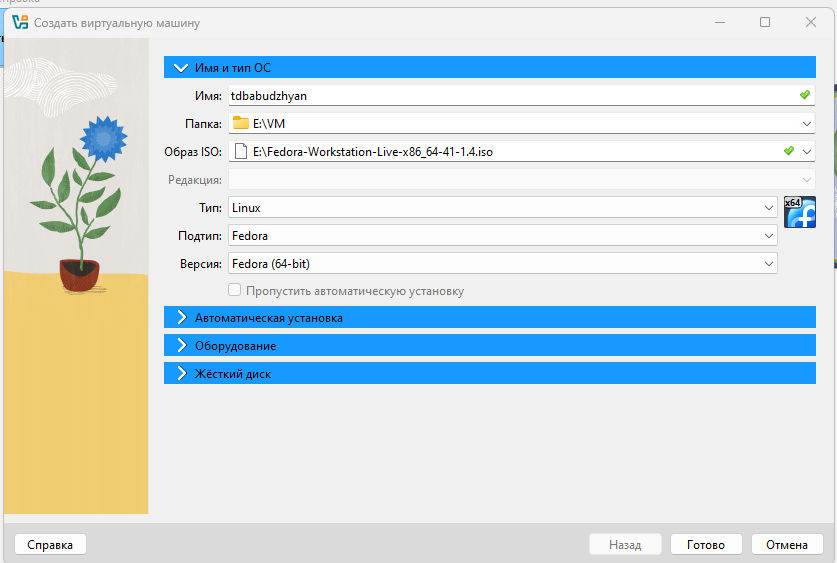 Создать виртуальную машину
Имя и тип ОС
Имя: tdbabudzhyan
Папка: E:\VM
Образ ISO: E:\Fedora-Workstation-Live-x86_64-41-1.4.iso
Редакция:
Тип: Linux
x64
Подтип: Fedora
Версия: Fedora (64-bit)
Пропустить автоматическую установку
Автоматическая установка
Оборудование
Жёсткий диск
Справка Назад Готово Отмена